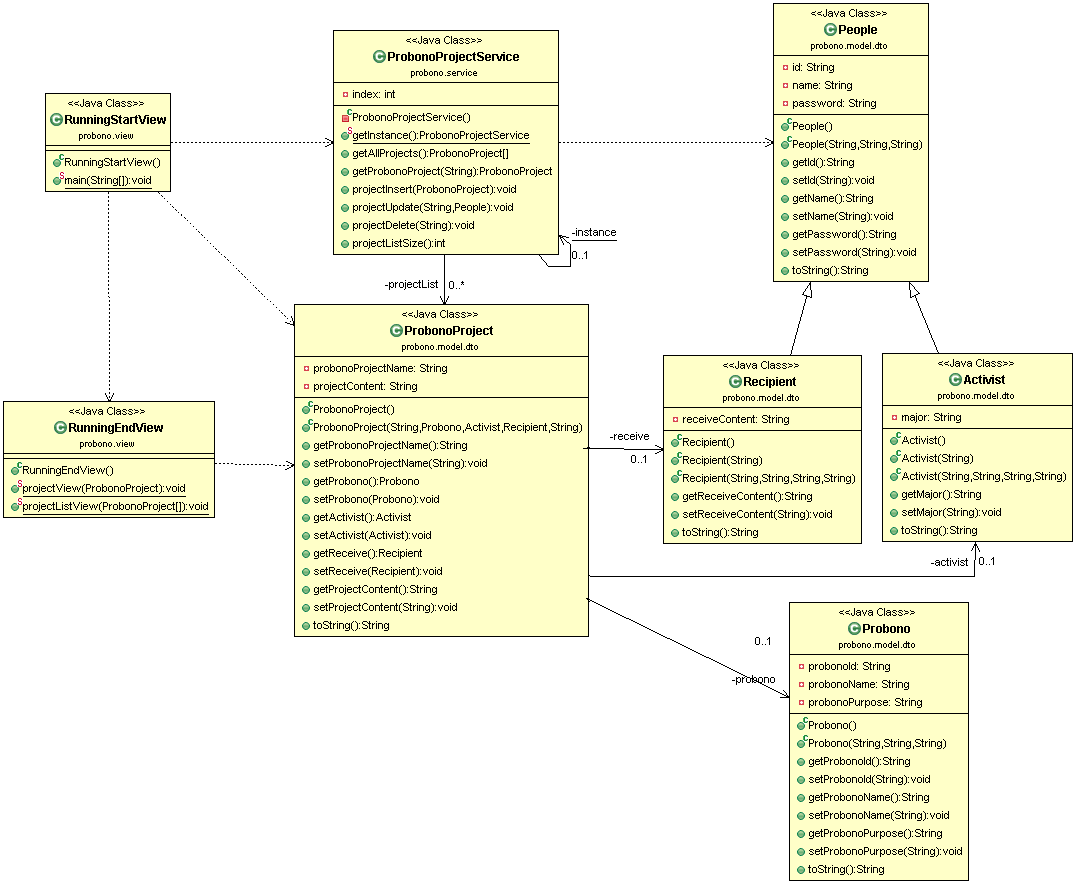 <<Java Class>>
People
probono.model.dto
id: String
name: String
password: String
People()
People(String,String,String)
getId():String
setId(String):void
getName():String
setName(String):void
getPassword():String
setPassword(String):void
toString():String
<<Java Class>>
ProbonoProjectService
probono.service
index: int
ProbonoProjectService()
getInstance():ProbonoProjectService
getAllProjects():ProbonoProject[]
getProbonoProject(String):ProbonoProject
projectInsert(ProbonoProject):void
projectUpdate(String,People):void
projectDelete(String):void
projectListSize():int
-instance
0..1
<<Java Class>>
RunningStartView
probono.view
RunningStartView()
main(String[]):void
-projectList
0..*
<<Java Class>>
ProbonoProject
probono.model.dto
probonoProjectName: String
projectContent: String
ProbonoProject()
ProbonoProject(String,Probono,Activist,Recipient,String)
getProbonoProjectName():String
setProbonoProjectName(String):void
getProbono():Probono
setProbono(Probono):void
getActivist():Activist
setActivist(Activist):void
getReceive():Recipient
setReceive(Recipient):void
getProjectContent():String
setProjectContent(String):void
toString():String
<<Java Class>>
RunningEndView
probono.view
RunningEndView()
projectView(ProbonoProject):void
projectListView(ProbonoProject[]):void
-receive
0..1
<<Java Class>>
Recipient
probono.model.dto
receiveContent: String
Recipient()
Recipient(String)
Recipient(String,String,String,String)
getReceiveContent():String
setReceiveContent(String):void
toString():String
<<Java Class>>
Activist
probono.model.dto
major: String
Activist()
Activist(String)
Activist(String,String,String,String)
getMajor():String
setMajor(String):void
toString():String
-activist
0..1
0..1
-probono
<<Java Class>>
Probono
probono.model.dto
probonoId: String
probonoName: String
probonoPurpose: String
Probono()
Probono(String,String,String)
getProbonoId():String
setProbonoId(String):void
getProbonoName():String
setProbonoName(String):void
getProbonoPurpose():String
setProbonoPurpose(String):void
toString():String